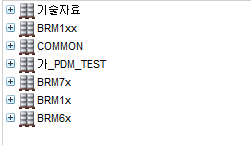 기술자료
BRM1xx
COMMON
가_PDM_TEST
BRM7x
BRM1x
BRM6x